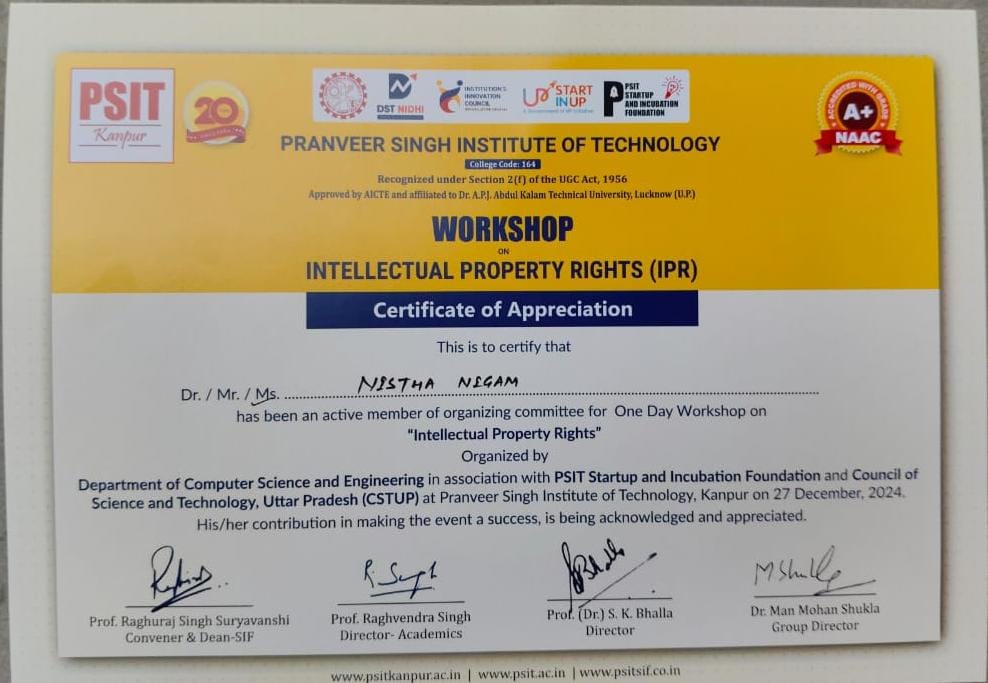 PSIT
Kanpur
20
DST NIDHI
INSTITUTION'S
INNOVATION
COUNCIL
START
IN UP
PSIT
STARTUP
AND INCUBATION
FOUNDATION
ACCREDITED WITH GRADE
A+
NAAC
PRANVEER SINGH INSTITUTE OF TECHNOLOGY
College Code: 164
Recognized under Section 2(f) of the UGC Act, 1956
Approved by AICTE and affiliated to Dr. A.P.J. Abdul Kalam Technical University, Lucknow (U.P.)
WORKSHOP
ON
INTELLECTUAL PROPERTY RIGHTS (IPR)
Certificate of Appreciation
This is to certify that
Dr. / Mr. / Ms. NISTHA NIGAM
has been an active member of organizing committee for One Day Workshop on
"Intellectual Property Rights"
Organized by
Department of Computer Science and Engineering in association with PSIT Startup and Incubation Foundation and Council of
Science and Technology, Uttar Pradesh (CSTUP) at Pranveer Singh Institute of Technology, Kanpur on 27 December, 2024.
His/her contribution in making the event a success, is being acknowledged and appreciated.
R. Singh
SBhalla
MShukla
Prof. Raghuraj Singh Suryavanshi
Convener & Dean-SIF
Prof. Raghvendra Singh
Director- Academics
Prof. (Dr.) S. K. Bhalla
Director
Dr. Man Mohan Shukla
Group Director
www.psitkanpur.ac.in | www.psit.ac.in | www.psitsif.co.in